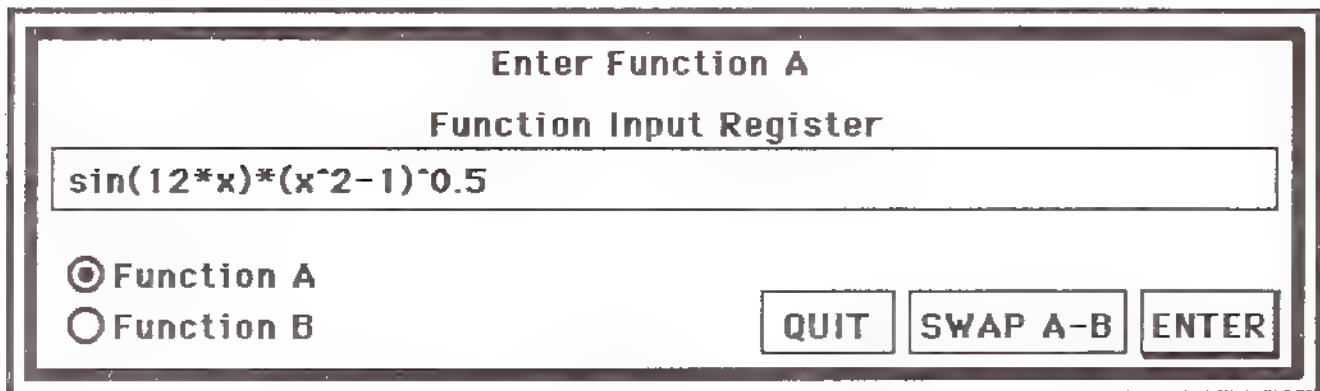 Enter Function A
Function Input Register
sin(12*x)*(x^2-1)^0.5
Function A
Function B
QUIT
SWAP A-B
ENTER